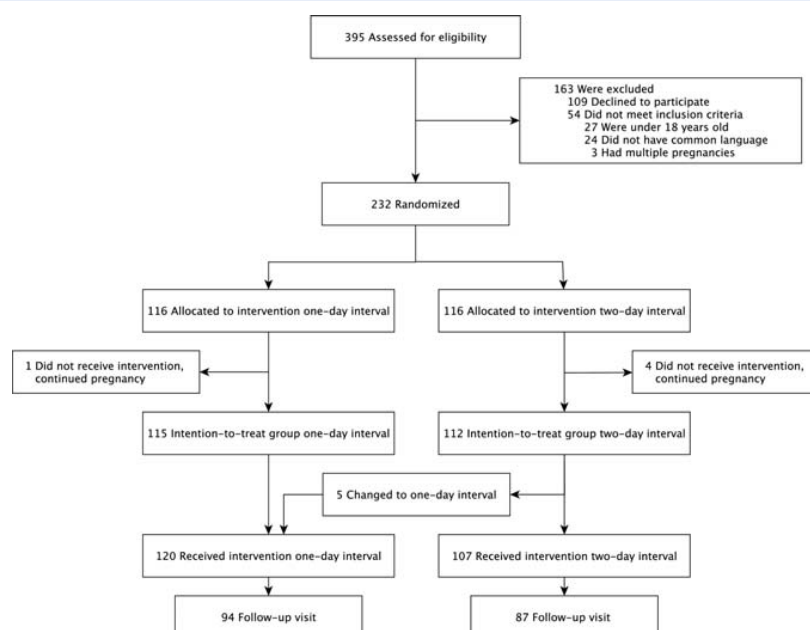 395 Assessed for eligibility
163 Were excluded
109 Declined to participate
54 Did not meet inclusion criteria
27 Were under 18 years old
24 Did not have common language
3 Had multiple pregnancies
232 Randomized
116 Allocated to intervention one-day interval
116 Allocated to intervention two-day interval
1 Did not receive intervention,
continued pregnancy
4 Did not receive intervention,
continued pregnancy
115 Intention-to-treat group one-day interval
112 Intention-to-treat group two-day interval
5 Changed to one-day interval
120 Received intervention one-day interval
107 Received intervention two-day interval
94 Follow-up visit
87 Follow-up visit